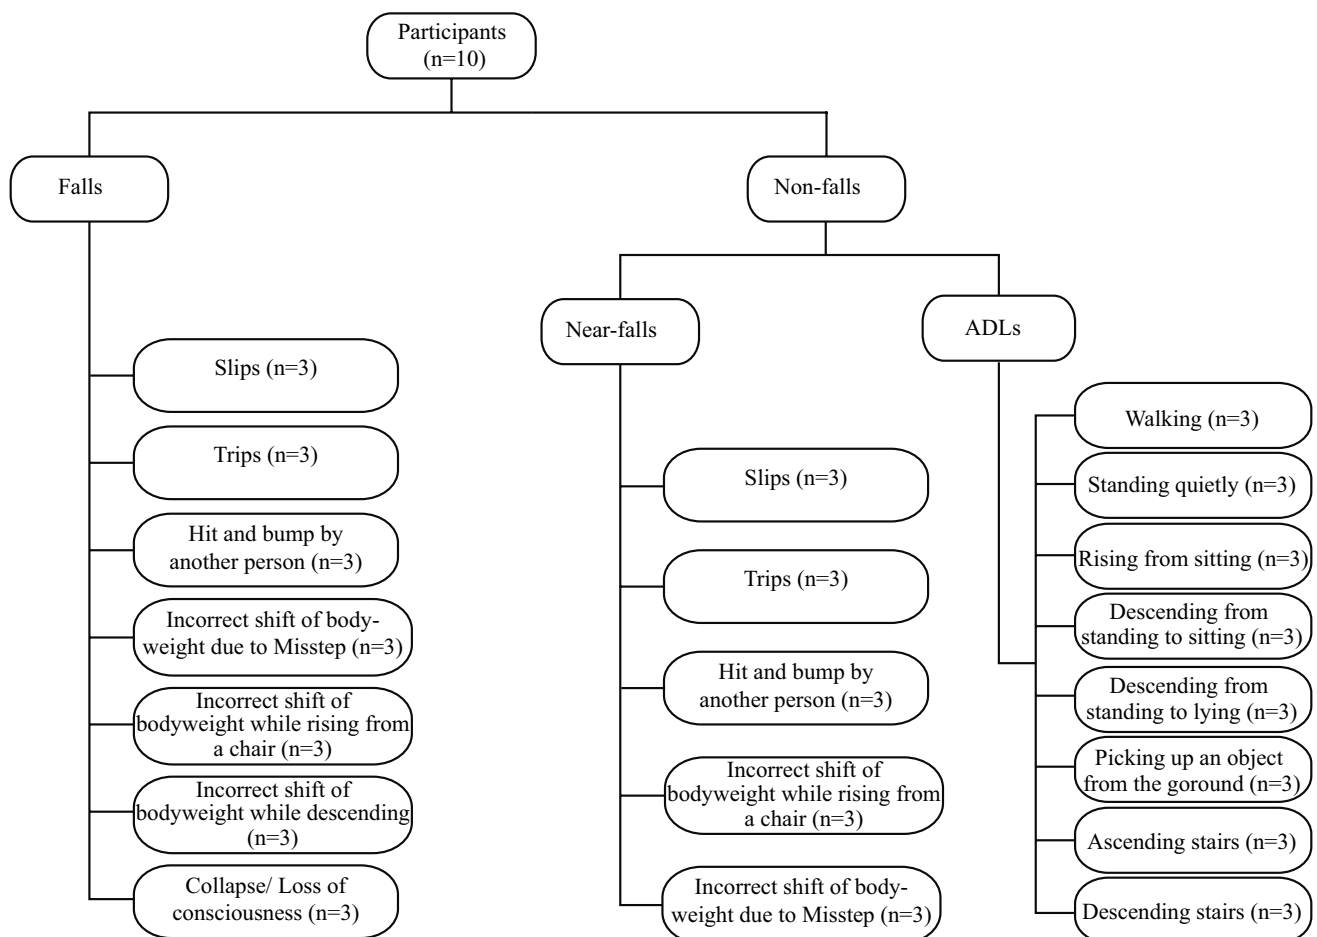 Participants
(n=10)
Falls
Non-falls
Near-falls
ADLs
Slips (n=3)
Trips (n=3)
Hit and bump by
another person (n=3)
Incorrect shift of body-
weight due to Misstep (n=3)
Incorrect shift of
bodyweight while rising from
a chair (n=3)
Incorrect shift of
bodyweight while descending
(n=3)
Collapse/ Loss of
consciousness (n=3)
Slips (n=3)
Trips (n=3)
Hit and bump by
another person (n=3)
Incorrect shift of
bodyweight while rising from
a chair (n=3)
Incorrect shift of body-
weight due to Misstep (n=3)
Walking (n=3)
Standing quietly (n=3)
Rising from sitting (n=3)
Descending from
standing to sitting (n=3)
Descending from
standing to lying (n=3)
Picking up an object
from the goround (n=3)
Ascending stairs (n=3)
Descending stairs (n=3)